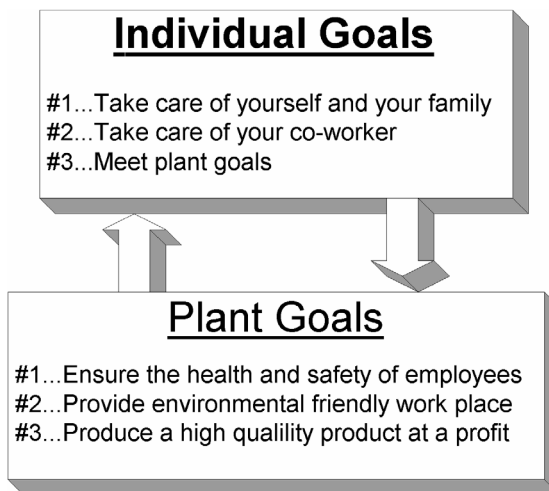 Individual Goals
#1...Take care of yourself and your family
#2...Take care of your co-worker
#3...Meet plant goals
Plant Goals
#1...Ensure the health and safety of employees
#2...Provide environmental friendly work place
#3...Produce a high qualility product at a profit